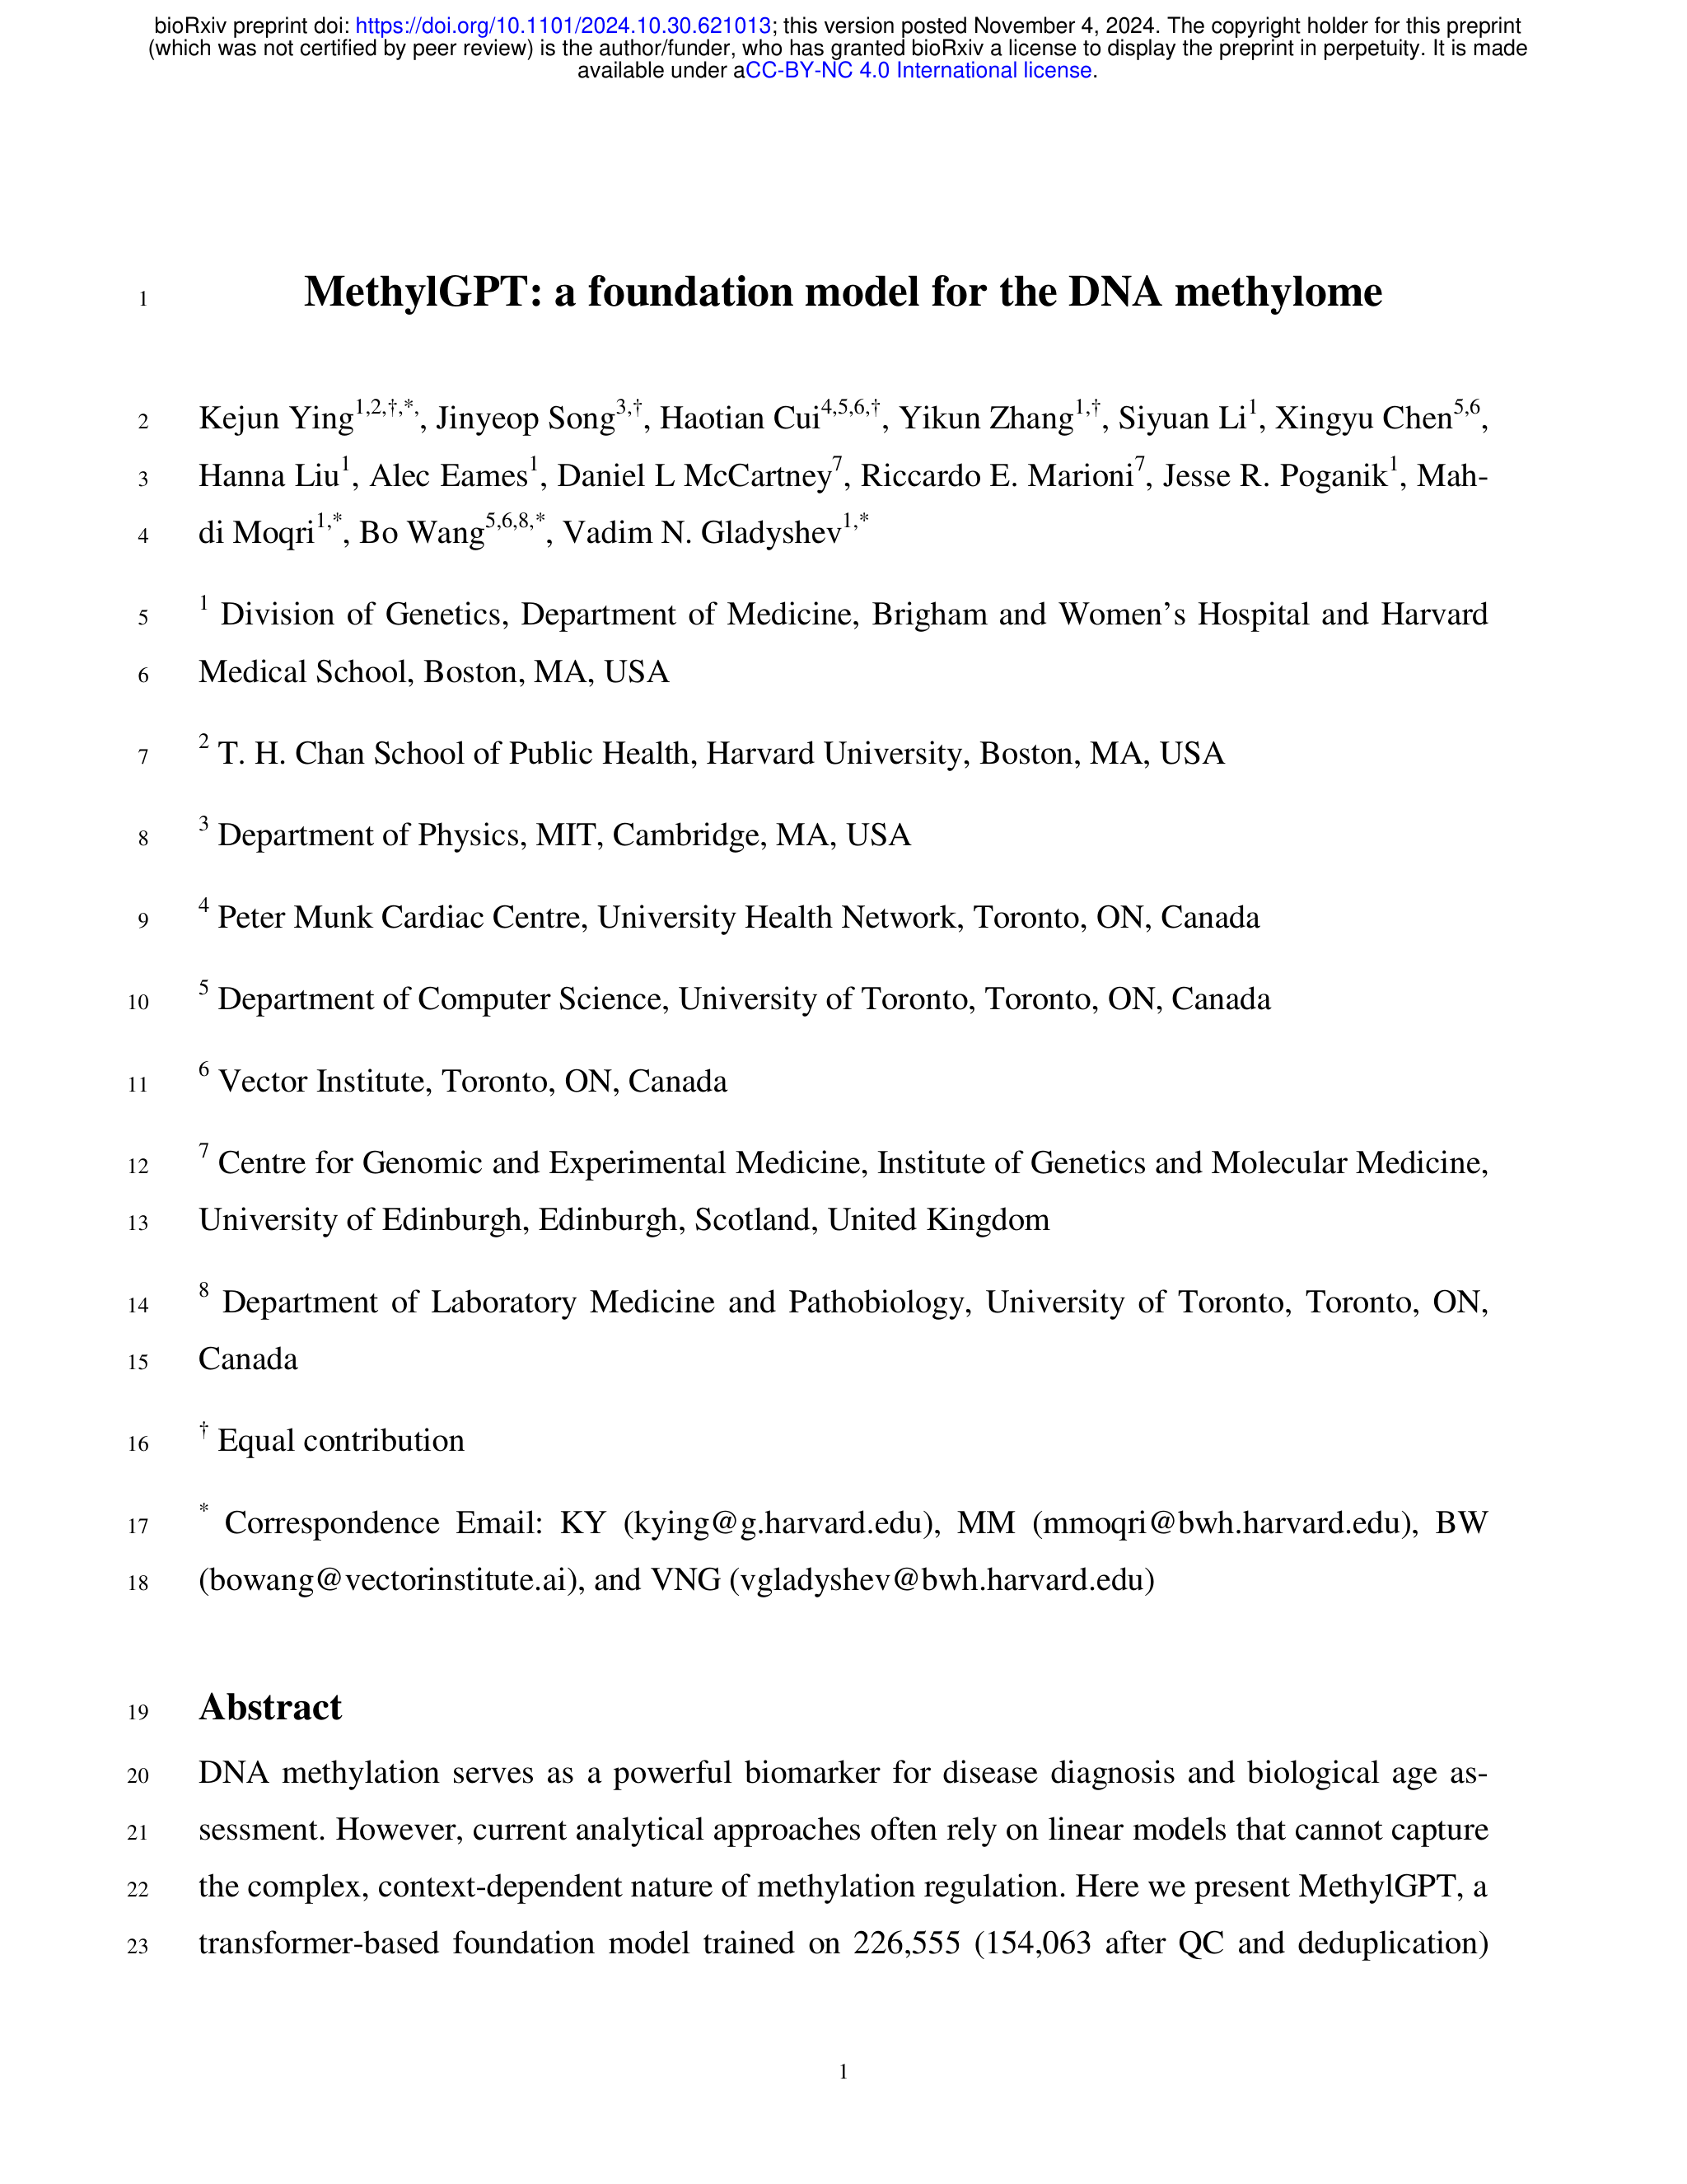 bioRxiv preprint doi: https://doi.org/10.1101/2024.10.30.621013; this version posted November 4, 2024. The copyright holder for this preprint
(which was not certified by peer review) is the author/funder, who has granted bioRxiv a license to display the preprint in perpetuity. It is made
available under aCC-BY-NC 4.0 International license.
1 MethylGPT: a foundation model for the DNA methylome
2 Kejun Ying1,2,†,*, Jinyeop Song3,†, Haotian Cui4,5,6,†, Yikun Zhang1,†, Siyuan Li1, Xingyu Chen5,6,
3 Hanna Liu1, Alec Eames1, Daniel L McCartney7, Riccardo E. Marioni7, Jesse R. Poganik1, Mah-
4 di Moqri1,*, Bo Wang5,6,8,*, Vadim N. Gladyshev1,*
5 1 Division of Genetics, Department of Medicine, Brigham and Women's Hospital and Harvard
6 Medical School, Boston, MA, USA
7 2 T. H. Chan School of Public Health, Harvard University, Boston, MA, USA
8 3 Department of Physics, MIT, Cambridge, MA, USA
9 4 Peter Munk Cardiac Centre, University Health Network, Toronto, ON, Canada
10 5 Department of Computer Science, University of Toronto, Toronto, ON, Canada
11 6 Vector Institute, Toronto, ON, Canada
12 7 Centre for Genomic and Experimental Medicine, Institute of Genetics and Molecular Medicine,
13 University of Edinburgh, Edinburgh, Scotland, United Kingdom
14 8 Department of Laboratory Medicine and Pathobiology, University of Toronto, Toronto, ON,
15 Canada
16 † Equal contribution
17 * Correspondence Email: KY (kying@g.harvard.edu), MM (mmoqri@bwh.harvard.edu), BW
18 (bowang@vectorinstitute.ai), and VNG (vgladyshev@bwh.harvard.edu)
19 Abstract
20 DNA methylation serves as a powerful biomarker for disease diagnosis and biological age as-
21 sessment. However, current analytical approaches often rely on linear models that cannot capture
22 the complex, context-dependent nature of methylation regulation. Here we present MethylGPT, a
23 transformer-based foundation model trained on 226,555 (154,063 after QC and deduplication)
1